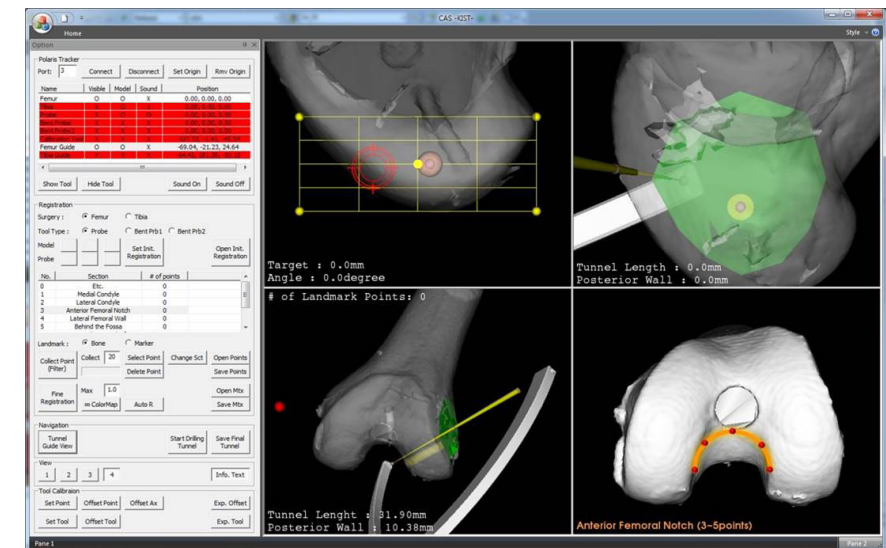 CAS -KIST-
Home
Style
Option
Polaris Tracker
Port: 3 Connect Disconnect Set Origin Rmv Origin
Name Visible Model Sound Position
Femur O O X 0.00, 0.00, 0.00
Tibia
Probe
Bent Probe
Bent Probe2
Femur Guide O O X -69.04, -21.23, 24.64
Show Tool Hide Tool Sound On Sound Off
Registration
Surgery : Femur Tibia
Tool Type : Probe Bent Prb1 Bent Prb2
Model
Probe
Set Init. Registration
Open Init. Registration
No. Section # of points
0 Etc. 0
1 Medial Condyle 0
2 Lateral Condyle 0
3 Anterior Femoral Notch 0
4 Lateral Femoral Wall 0
5 Behind the Fossa 0
Landmark : Bone Marker
Collect Point (Filter)
Collect 20 Select Point Change Sct Open Points
Delete Point Save Points
Fine Registration
Max 1.0 Open Mtx
∞ ColorMap Auto R Save Mtx
Navigation
Tunnel Guide View
Start Drilling Tunnel
Save Final Tunnel
View
1 2 3 4 Info. Text
Tool Calibraion
Set Point Offset Point Offset Ax Exp. Offset
Set Tool Offset Tool Exp. Tool
Pane 1
Pane 2
Target : 0.0mm
Angle : 0.0degree
Tunnel Length : 0.0mm
Posterior Wall : 0.0mm
# of Landmark Points: 0
Tunnel Lenght : 31.90mm
Posterior Wall : 10.38mm
Anterior Femoral Notch (3~5points)